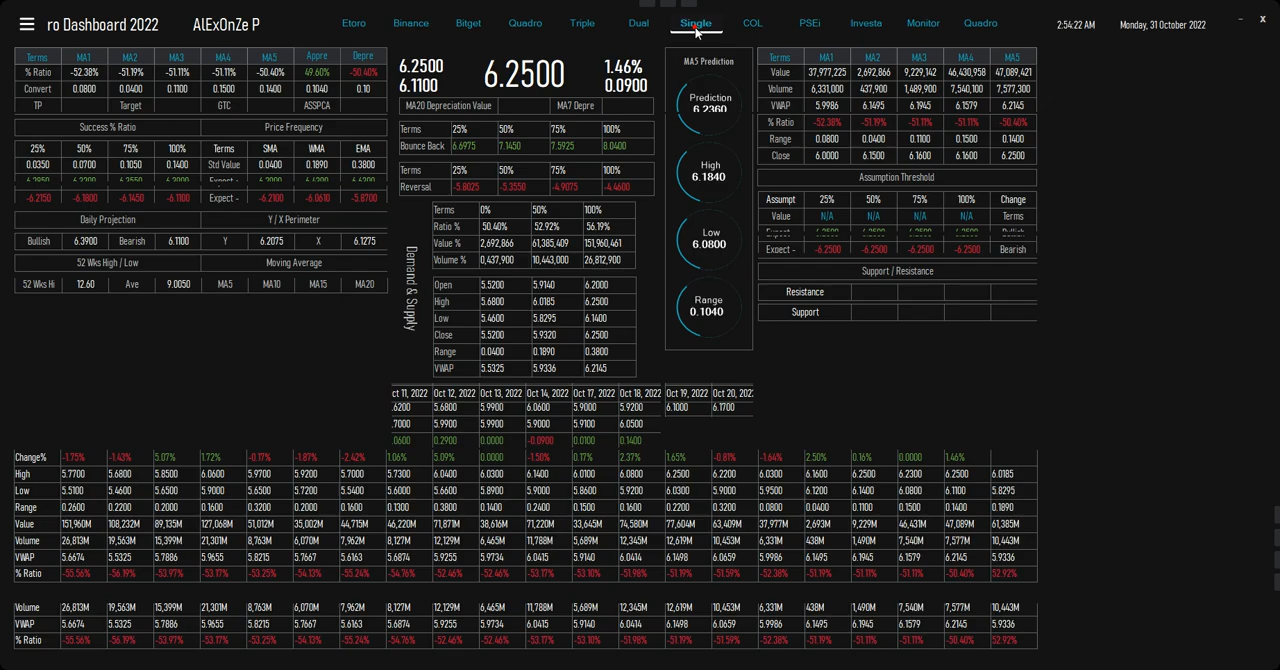 ro Dashboard 2022 AlExOnZe P Etoro Binance Bitget Quadro Triple Dual Single COL PSEi Investa Monitor Quadro 2:54:22 AM Monday, 31 October 2022 – X
Terms MA1 MA2 MA3 MA4 MA5 Appre Depre
% Ratio -52.38% -51.19% -51.11% -51.11% -50.40% 49.60% -50.40%
Convert 0.0800 0.0400 0.1100 0.1500 0.1400 0.1040 0.10
TP Target GTC ASSPCA
Success % Ratio Price Frequency
25% 50% 75% 100% Terms SMA WMA EMA
0.0350 0.0700 0.1050 0.1400 Std Value 0.0400 0.1890 0.3800
-6.2150 -6.1800 -6.1450 -6.1100 Expect - -6.2100 -6.0610 -5.8700
Daily Projection Y / X Perimeter
Bullish 6.3900 Bearish 6.1100 Y 6.2075 X 6.1275
52 Wks High / Low Moving Average
52 Wks Hi 12.60 Ave 9.0050 MA5 MA10 MA15 MA20
6.2500 6.2500 1.46%
6.1100 0.0900
MA20 Depreciation Value MA7 Depre
Terms 25% 50% 75% 100%
Bounce Back 6.6975 7.1450 7.5925 8.0400
Terms 25% 50% 75% 100%
Reversal -5.8025 -5.3550 -4.9075 -4.4600
Demand & Supply
Terms 0% 50% 100%
Ratio % 50.40% 52.92% 56.19%
Value % 2,692,866 61,385,409 151,960,461
Volume % 0,437,900 10,443,000 26,812,900
Open 5.5200 5.9140 6.2000
High 5.6800 6.0185 6.2500
Low 5.4600 5.8295 6.1400
Close 5.5200 5.9320 6.2500
Range 0.0400 0.1890 0.3800
VWAP 5.5325 5.9336 6.2145
MA5 Prediction
Prediction
6.2360
High
6.1840
Low
6.0800
Range
0.1040
Terms MA1 MA2 MA3 MA4 MA5
Value 37,977,225 2,692,866 9,229,142 46,430,958 47,089,421
Volume 6,331,000 437,900 1,489,900 7,540,100 7,577,300
VWAP 5.9986 6.1495 6.1945 6.1579 6.2145
% Ratio -52.38% -51.19% -51.11% -51.11% -50.40%
Range 0.0800 0.0400 0.1100 0.1500 0.1400
Close 6.0000 6.1500 6.1600 6.1600 6.2500
Assumption Threshold
Assumpt 25% 50% 75% 100% Change
Value N/A N/A N/A N/A Terms
Expect - -6.2500 -6.2500 -6.2500 -6.2500 Bearish
Support / Resistance
Resistance
Support
ct 11, 2022 Oct 12, 2022 Oct 13, 2022 Oct 14, 2022 Oct 17, 2022 Oct 18, 2022 Oct 19, 2022 Oct 20, 202
.6200 5.6800 5.9900 6.0600 5.9000 5.9200 6.1000 6.1700
.7000 5.9900 5.9900 5.9000 5.9100 6.0500
.0600 0.2900 0.0000 -0.0900 0.0100 0.1400
Change% -1.75% -1.43% 5.07% 1.72% -0.17% -1.87% -2.42% 1.06% 5.09% 0.0000 -1.50% 0.17% 2.37% 1.65% -0.81% -1.64% 2.50% 0.16% 0.0000 1.46%
High 5.7700 5.6800 5.8500 6.0600 5.9700 5.9200 5.7000 5.7300 6.0400 6.0300 6.1400 6.0100 6.0800 6.2500 6.2200 6.0300 6.1600 6.2500 6.2300 6.2500 6.0185
Low 5.5100 5.4600 5.6500 5.9000 5.6500 5.7200 5.5400 5.6000 5.6600 5.8900 5.9000 5.8600 5.9200 6.0300 5.9000 5.9500 6.1200 6.1400 6.0800 6.1100 5.8295
Range 0.2600 0.2200 0.2000 0.1600 0.3200 0.2000 0.1600 0.1300 0.3800 0.1400 0.2400 0.1500 0.1600 0.2200 0.3200 0.0800 0.0400 0.1100 0.1500 0.1400 0.1890
Value 151,960M 108,232M 89,135M 127,068M 51,012M 35,002M 44,715M 46,220M 71,871M 38,616M 71,220M 33,645M 74,580M 77,604M 63,409M 37,977M 2,693M 9,229M 46,431M 47,089M 61,385M
Volume 26,813M 19,563M 15,399M 21,301M 8,763M 6,070M 7,962M 8,127M 12,129M 6,465M 11,788M 5,689M 12,345M 12,619M 10,453M 6,331M 438M 1,490M 7,540M 7,577M 10,443M
VWAP 5.6674 5.5325 5.7886 5.9655 5.8215 5.7667 5.6163 5.6874 5.9255 5.9734 6.0415 5.9140 6.0414 6.1498 6.0659 5.9986 6.1495 6.1945 6.1579 6.2145 5.9336
% Ratio -55.56% -56.19% -53.97% -53.17% -53.25% -54.13% -55.24% -54.76% -52.46% -52.46% -53.17% -53.10% -51.98% -51.19% -51.59% -52.38% -51.19% -51.11% -51.11% -50.40% 52.92%
Volume 26,813M 19,563M 15,399M 21,301M 8,763M 6,070M 7,962M 8,127M 12,129M 6,465M 11,788M 5,689M 12,345M 12,619M 10,453M 6,331M 438M 1,490M 7,540M 7,577M 10,443M
VWAP 5.6674 5.5325 5.7886 5.9655 5.8215 5.7667 5.6163 5.6874 5.9255 5.9734 6.0415 5.9140 6.0414 6.1498 6.0659 5.9986 6.1495 6.1945 6.1579 6.2145 5.9336
% Ratio -55.56% -56.19% -53.97% -53.17% -53.25% -54.13% -55.24% -54.76% -52.46% -52.46% -53.17% -53.10% -51.98% -51.19% -51.59% -52.38% -51.19% -51.11% -51.11% -50.40% 52.92%